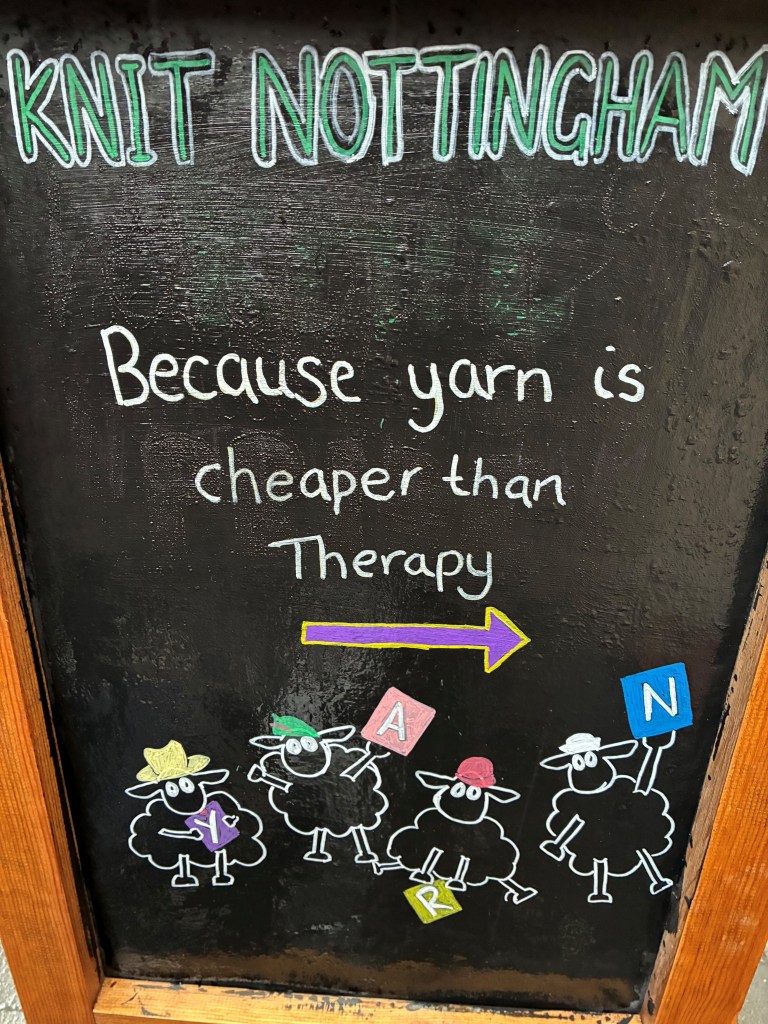 KNIT NOTTINGHAM
Because yarn is
cheaper than
Therapy
Y A R N